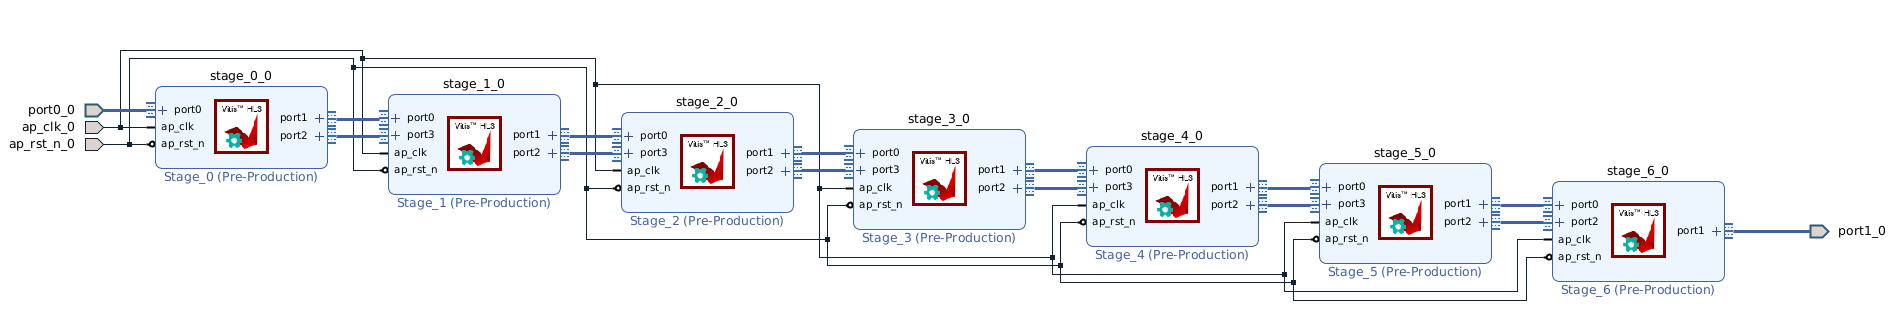 port0_0
ap_clk_0
ap_rst_n_0
stage_0_0
port0
ap_clk
ap_rst_n
Vitis™ HLS
port1
port2
Stage_0 (Pre-Production)
stage_1_0
port0
port3
ap_clk
ap_rst_n
Vitis™ HLS
port1
port2
Stage_1 (Pre-Production)
stage_2_0
port0
port3
ap_clk
ap_rst_n
Vitis™ HLS
port1
port2
Stage_2 (Pre-Production)
stage_3_0
port0
port3
ap_clk
ap_rst_n
Vitis™ HLS
port1
port2
Stage_3 (Pre-Production)
stage_4_0
port0
port3
ap_clk
ap_rst_n
Vitis™ HLS
port1
port2
Stage_4 (Pre-Production)
stage_5_0
port0
port3
ap_clk
ap_rst_n
Vitis™ HLS
port1
port2
Stage_5 (Pre-Production)
stage_6_0
port0
port2
ap_clk
ap_rst_n
Vitis™ HLS
port1
Stage_6 (Pre-Production)
port1_0